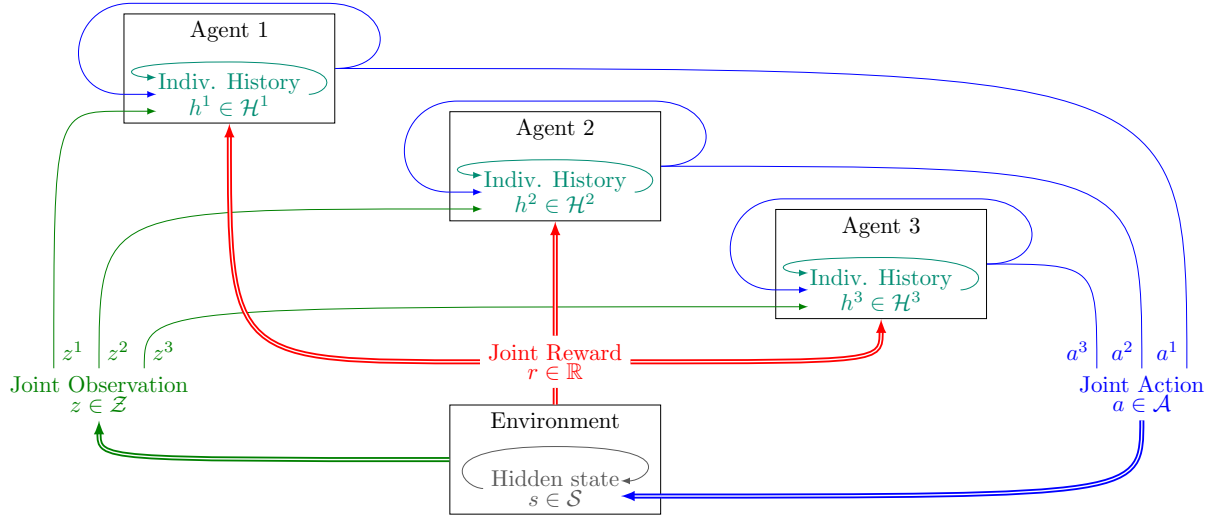 Agent 1
Indiv. History
h¹ ∈ ℋ¹
Agent 2
Indiv. History
h² ∈ ℋ²
Agent 3
Indiv. History
h³ ∈ ℋ³
z¹ z² z³
Joint Observation
z ∈ 𝒵
Joint Reward
r ∈ ℝ
a³ a² a¹
Joint Action
a ∈ 𝒜
Environment
Hidden state
s ∈ 𝒮